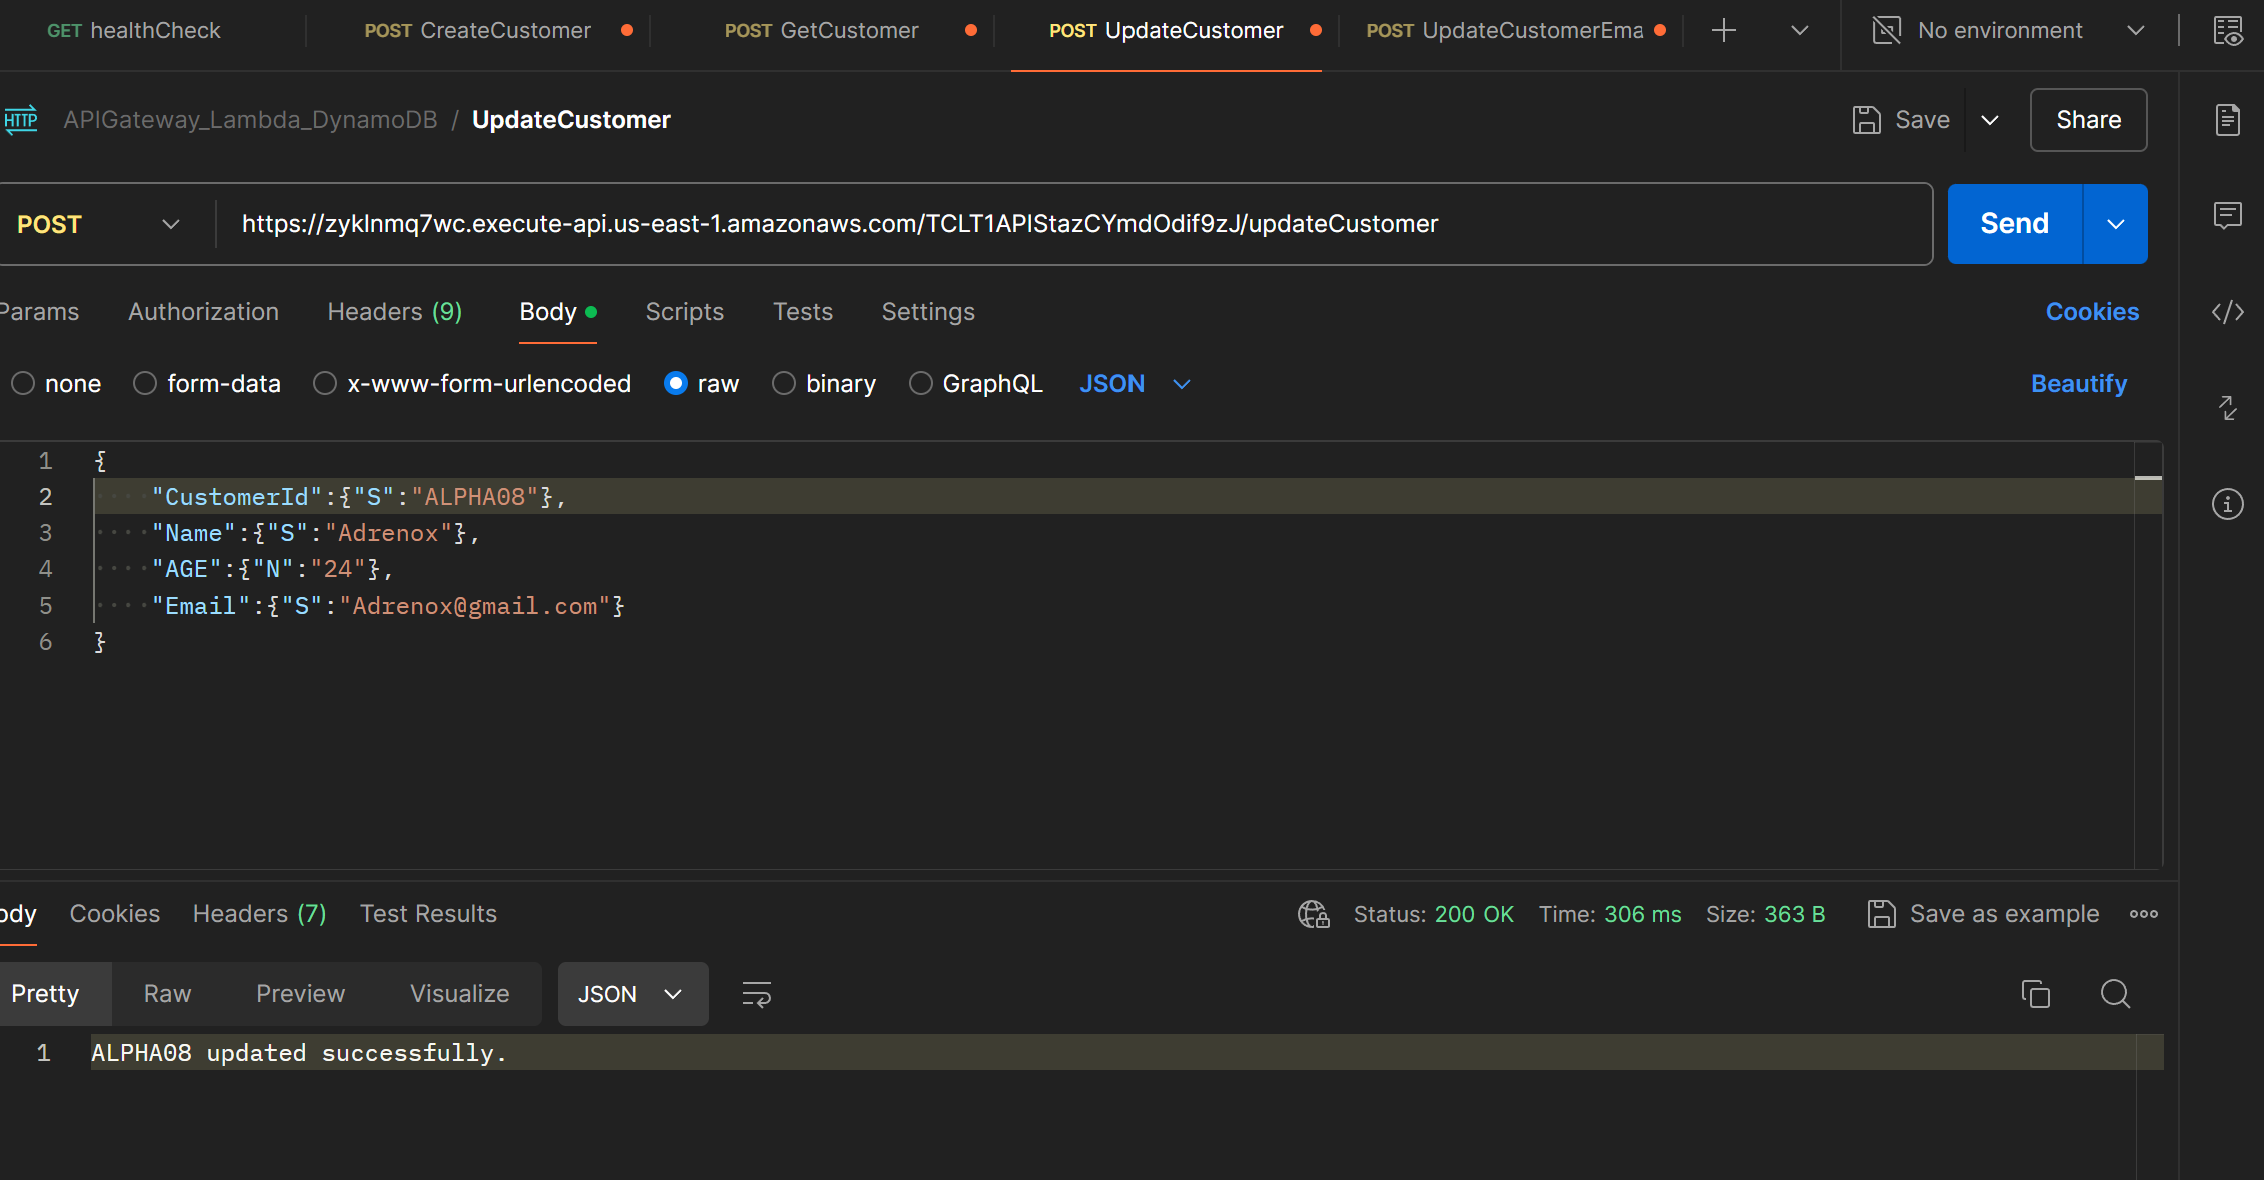 GET healthCheck POST CreateCustomer POST GetCustomer POST UpdateCustomer POST UpdateCustomerEma No environment
HTTP APIGateway_Lambda_DynamoDB / UpdateCustomer Save Share
POST https://zyklnmq7wc.execute-api.us-east-1.amazonaws.com/TCLT1APIStazCYmdOdif9zJ/updateCustomer Send
Params Authorization Headers (9) Body Scripts Tests Settings Cookies
none form-data x-www-form-urlencoded raw binary GraphQL JSON Beautify
1 {
2 "CustomerId":{"S":"ALPHA08"},
3 "Name":{"S":"Adrenox"},
4 "AGE":{"N":"24"},
5 "Email":{"S":"Adrenox@gmail.com"}
6 }
ody Cookies Headers (7) Test Results Status: 200 OK Time: 306 ms Size: 363 B Save as example
Pretty Raw Preview Visualize JSON
1 ALPHA08 updated successfully.